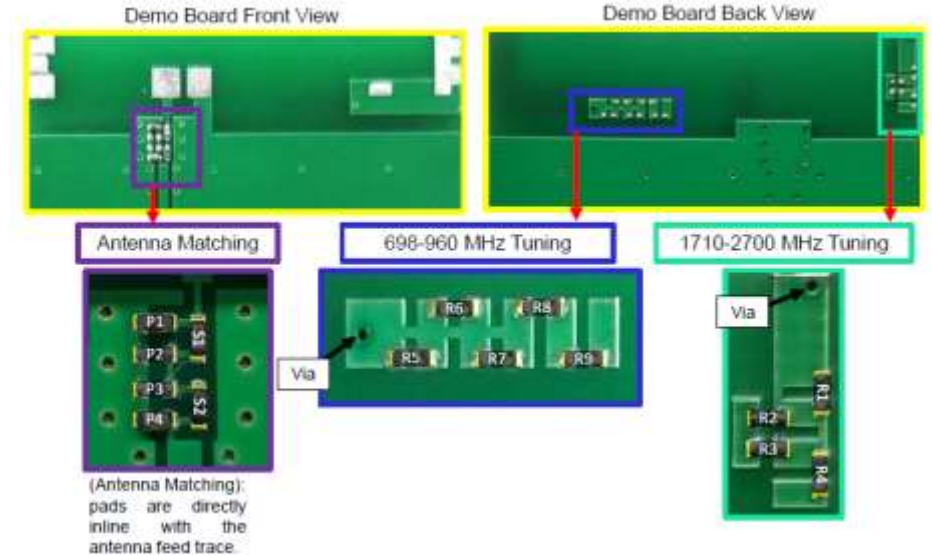 Demo Board Front View
Demo Board Back View
Antenna Matching
698-960 MHz Tuning
1710-2700 MHz Tuning
P1
S1
P2
P3
S2
P4
R6
R8
Via
R5
R7
R9
Via
R1
R2
R3
R4
(Antenna Matching):
pads are directly
inline with the
antenna feed trace.